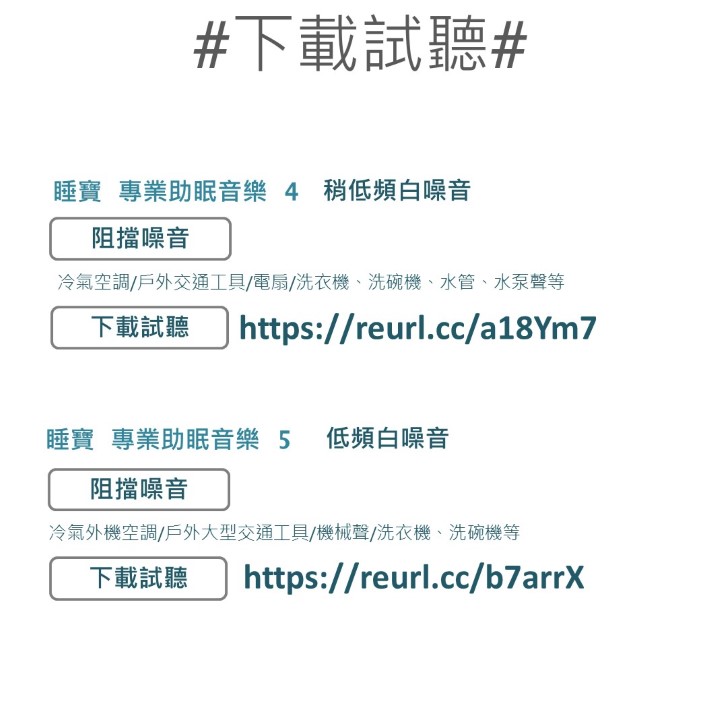 #下載試聽#
睡寶 專業助眠音樂 4 稍低頻白噪音
阻擋噪音
冷氣空調/戶外交通工具/電扇/洗衣機、洗碗機、水管、水泵聲等
下載試聽 https://reurl.cc/a18Ym7
睡寶 專業助眠音樂 5 低頻白噪音
阻擋噪音
冷氣外機空調/戶外大型交通工具/機械聲/洗衣機、洗碗機等
下載試聽 https://reurl.cc/b7arrX